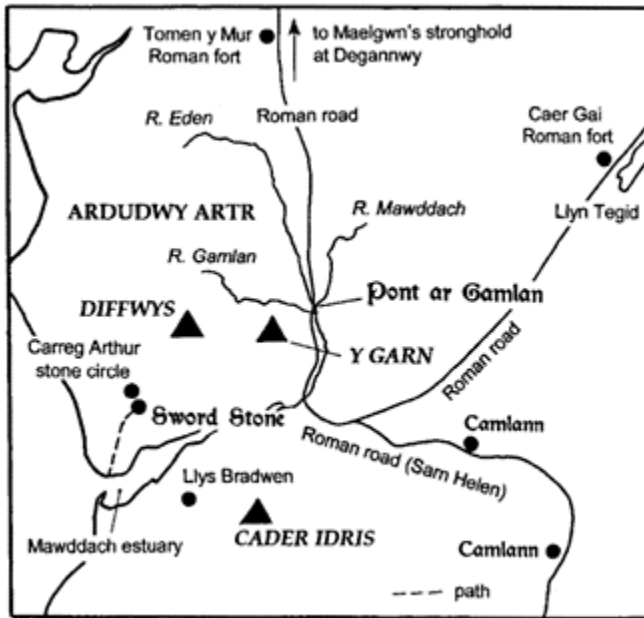 Tomen y Mur
Roman fort
to Maelgwn's stronghold
at Degannwy
R. Eden
Roman road
Caer Gai
Roman fort
ARDUDWY ARTR
R. Mawddach
Llyn Tegid
R. Gamlan
Pont ar Gamlan
DIFFWYS
Y GARN
Roman road
Carreg Arthur
stone circle
Sword Stone
Camlann
Roman road (Sarn Helen)
Llys Bradwen
CADER IDRIS
Mawddach estuary
Camlann
path